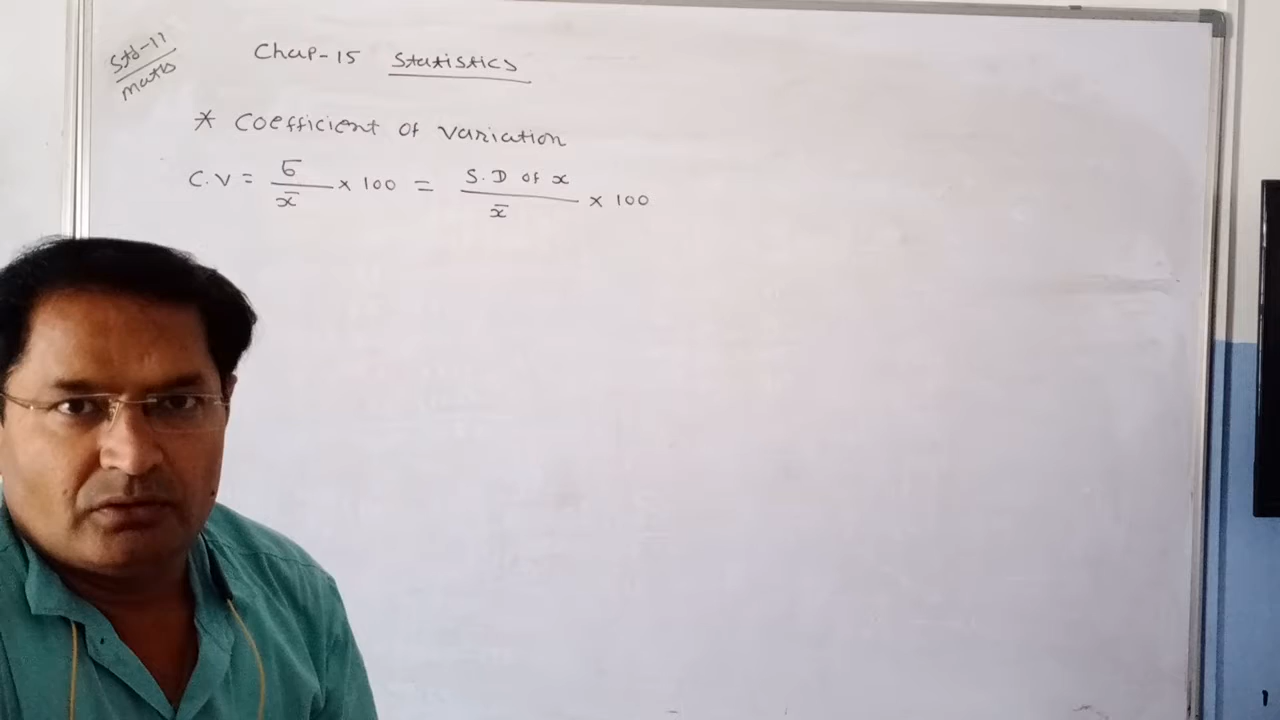 Std-11
maths
Chap-15 Statistics
* Coefficient of Variation
C.V = σ / x̄ × 100 = S.D of x / x̄ × 100